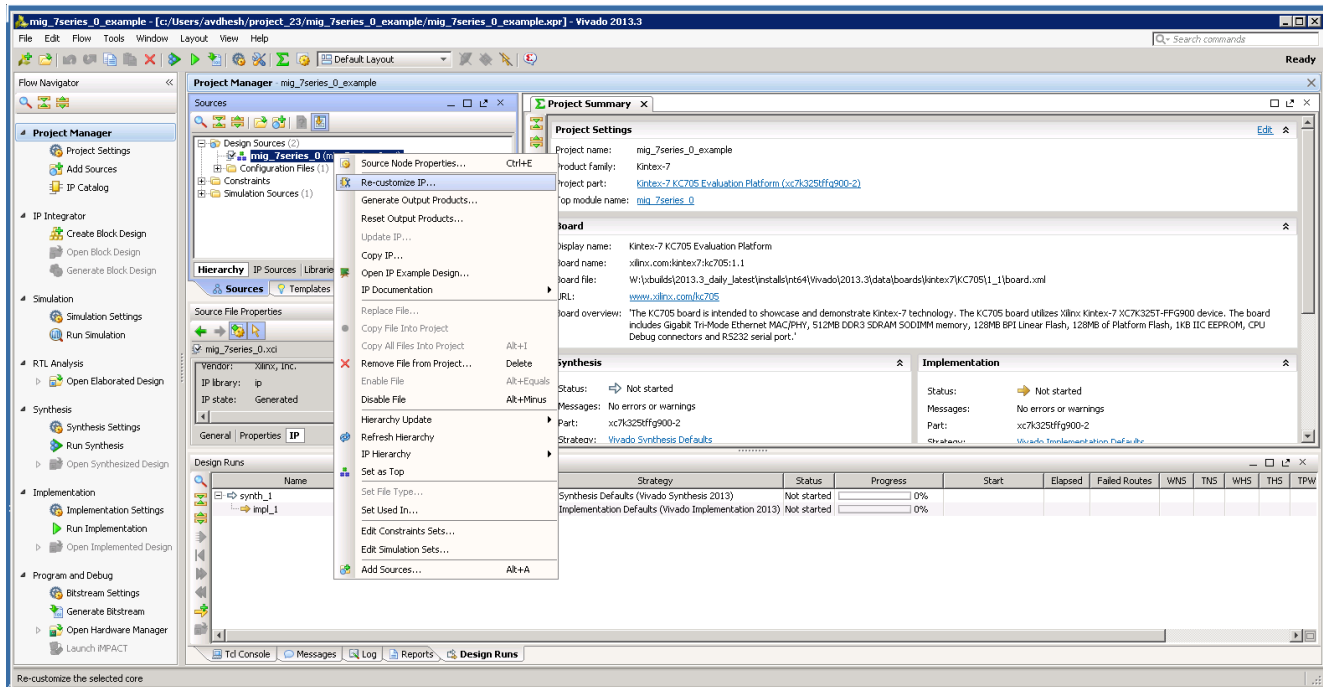 mig_7series_0_example - [c:/Users/avdhesh/project_23/mig_7series_0_example/mig_7series_0_example.xpr] - Vivado 2013.3
File Edit Flow Tools Window Layout View Help
Search commands
Default Layout
Ready
Flow Navigator
Project Manager
Project Settings
Add Sources
IP Catalog
IP Integrator
Create Block Design
Open Block Design
Generate Block Design
Simulation
Simulation Settings
Run Simulation
RTL Analysis
Open Elaborated Design
Synthesis
Synthesis Settings
Run Synthesis
Open Synthesized Design
Implementation
Implementation Settings
Run Implementation
Open Implemented Design
Program and Debug
Bitstream Settings
Generate Bitstream
Open Hardware Manager
Launch iMPACT
Project Manager - mig_7series_0_example
Sources
Design Sources (2)
mig_7series_0
Configuration Files (1)
Constraints
Simulation Sources (1)
Hierarchy IP Sources Librarie
Sources Templates
Source File Properties
mig_7series_0.xci
Vendor: Xilinx, Inc.
IP library: ip
IP state: Generated
General Properties IP
Source Node Properties... Ctrl+E
Re-customize IP...
Generate Output Products...
Reset Output Products...
Update IP...
Copy IP...
Open IP Example Design...
IP Documentation
Replace File...
Copy File Into Project
Copy All Files Into Project Alt+I
Remove File from Project... Delete
Enable File Alt+Equals
Disable File Alt+Minus
Hierarchy Update
Refresh Hierarchy
IP Hierarchy
Set as Top
Set File Type...
Set Used In...
Edit Constraints Sets...
Edit Simulation Sets...
Add Sources... Alt+A
Project Summary
Project Settings Edit
Project name: mig_7series_0_example
Product family: Kintex-7
Project part: Kintex-7 KC705 Evaluation Platform (xc7k325tffg900-2)
Top module name: mig_7series_0
Board
Display name: Kintex-7 KC705 Evaluation Platform
Board name: xilinx.com:kintex7:kc705:1.1
Board file: W:\xbuilds\2013.3_daily_latest\installs\nt64\Vivado\2013.3\data\boards\kintex7\KC705\1_1\board.xml
URL: www.xilinx.com/kc705
Board overview: 'The KC705 board is intended to showcase and demonstrate Kintex-7 technology. The KC705 board utilizes Xilinx Kintex-7 XC7K325T-FFG900 device. The board
includes Gigabit Tri-Mode Ethernet MAC/PHY, 512MB DDR3 SDRAM SODIMM memory, 128MB BPI Linear Flash, 128MB of Platform Flash, 1KB IIC EEPROM, CPU
Debug connectors and RS232 serial port.'
Synthesis
Status: Not started
Messages: No errors or warnings
Part: xc7k325tffg900-2
Strategy: Vivado Synthesis Defaults
Implementation
Status: Not started
Messages: No errors or warnings
Part: xc7k325tffg900-2
Strategy: Vivado Implementation Defaults
Design Runs
Name Strategy Status Progress Start Elapsed Failed Routes WNS TNS WHS THS TPW
synth_1 Synthesis Defaults (Vivado Synthesis 2013) Not started 0%
impl_1 Implementation Defaults (Vivado Implementation 2013) Not started 0%
Tcl Console Messages Log Reports Design Runs
Re-customize the selected core